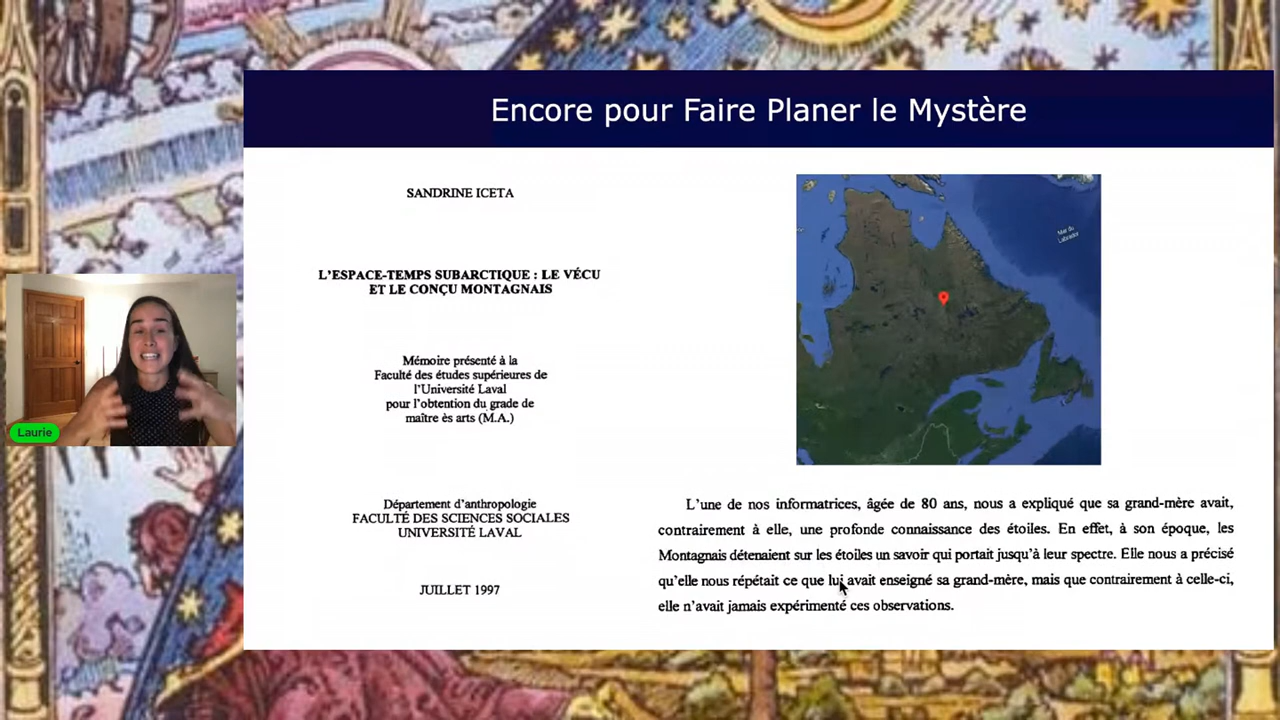 Encore pour Faire Planer le Mystère
SANDRINE ICETA
L'ESPACE-TEMPS SUBARCTIQUE : LE VÉCU
ET LE CONÇU MONTAGNAIS
Mémoire présenté à la
Faculté des études supérieures de
l'Université Laval
pour l'obtention du grade de
maître ès arts (M.A.)
Département d'anthropologie
FACULTÉ DES SCIENCES SOCIALES
UNIVERSITÉ LAVAL
JUILLET 1997
Mer du
Labrador
L'une de nos informatrices, âgée de 80 ans, nous a expliqué que sa grand-mère avait,
contrairement à elle, une profonde connaissance des étoiles. En effet, à son époque, les
Montagnais détenaient sur les étoiles un savoir qui portait jusqu'à leur spectre. Elle nous a précisé
qu'elle nous répétait ce que lui avait enseigné sa grand-mère, mais que contrairement à celle-ci,
elle n'avait jamais expérimenté ces observations.
Laurie